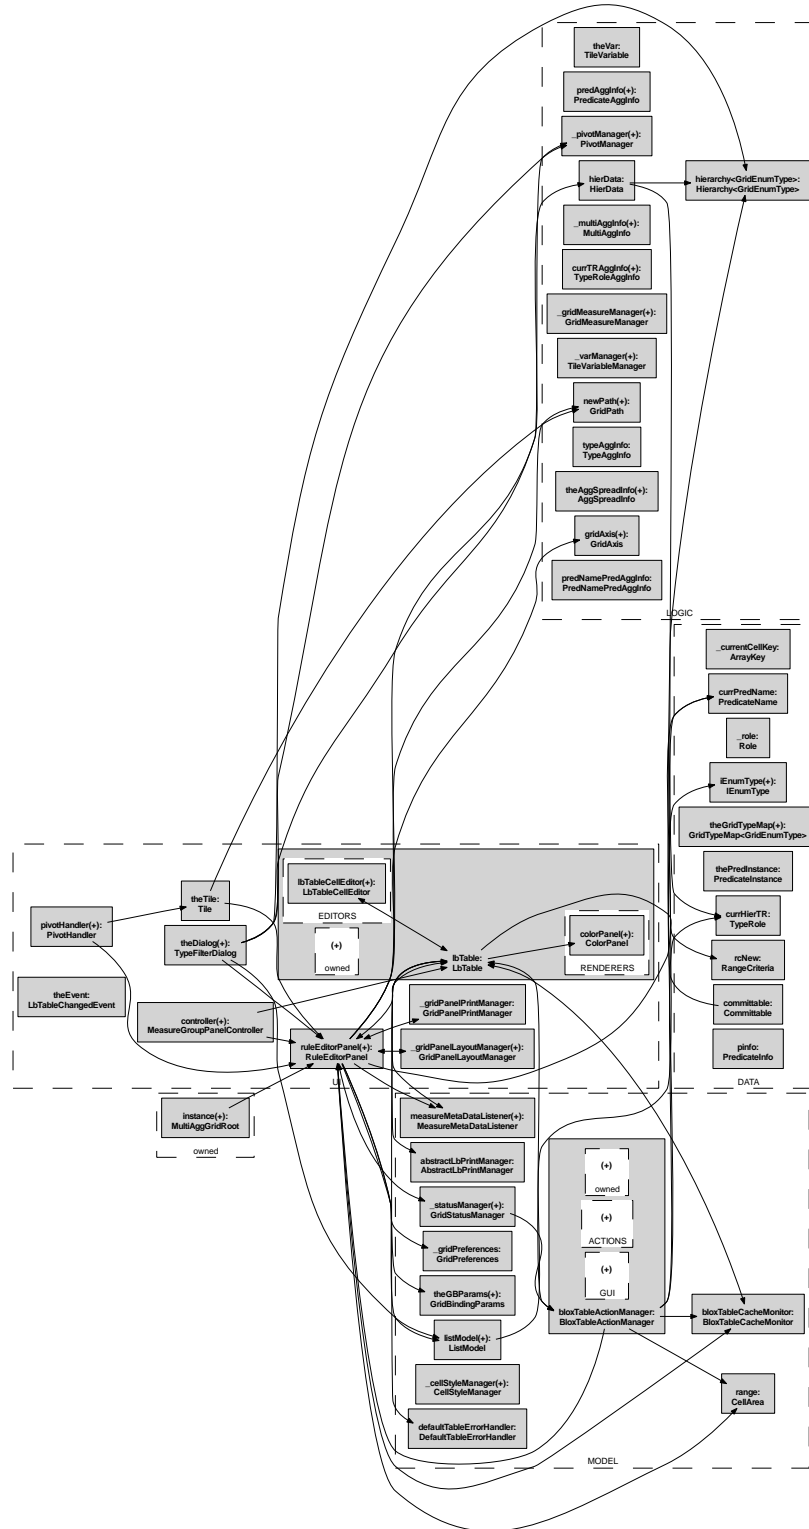 theVar:
TileVariable
predAggInfo(+):
PredicateAggInfo
_pivotManager(+):
PivotManager
hierData:
HierData
hierarchy<GridEnumType>:
Hierarchy<GridEnumType>
_multiAggInfo(+):
MultiAggInfo
currTRAggInfo(+):
TypeRoleAggInfo
_gridMeasureManager(+):
GridMeasureManager
_varManager(+):
TileVariableManager
newPath(+):
GridPath
typeAggInfo:
TypeAggInfo
theAggSpreadInfo(+):
AggSpreadInfo
gridAxis(+):
GridAxis
predNamePredAggInfo:
PredNamePredAggInfo
LOGIC
_currentCellKey:
ArrayKey
currPredName:
PredicateName
_role:
Role
iEnumType(+):
IEnumType
theGridTypeMap(+):
GridTypeMap<GridEnumType>
thePredInstance:
PredicateInstance
currHierTR:
TypeRole
rcNew:
RangeCriteria
committable:
Committable
pinfo:
PredicateInfo
DATA
lbTableCellEditor(+):
LbTableCellEditor
EDITORS
(+)
owned
theTile:
Tile
pivotHandler(+):
PivotHandler
theDialog(+):
TypeFilterDialog
lbTable:
LbTable
colorPanel(+):
ColorPanel
RENDERERS
theEvent:
LbTableChangedEvent
controller(+):
MeasureGroupPanelController
_gridPanelPrintManager:
GridPanelPrintManager
ruleEditorPanel(+):
RuleEditorPanel
_gridPanelLayoutManager(+):
GridPanelLayoutManager
UI
instance(+):
MultiAggGridRoot
owned
measureMetaDataListener(+):
MeasureMetaDataListener
abstractLbPrintManager:
AbstractLbPrintManager
_statusManager(+):
GridStatusManager
_gridPreferences:
GridPreferences
theGBParams(+):
GridBindingParams
listModel(+):
ListModel
_cellStyleManager(+):
CellStyleManager
defaultTableErrorHandler:
DefaultTableErrorHandler
(+)
owned
(+)
ACTIONS
(+)
GUI
bloxTableActionManager:
BloxTableActionManager
bloxTableCacheMonitor:
BloxTableCacheMonitor
range:
CellArea
MODEL